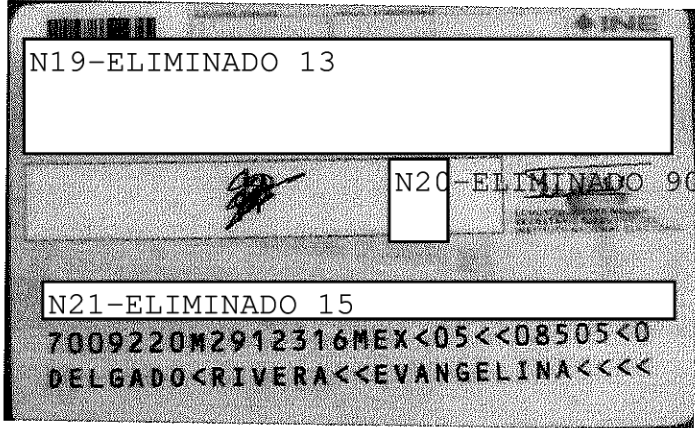 INE
N19-ELIMINADO 13
N20-ELIMINADO 90
N21-ELIMINADO 15
7009220M2912316MEX<05<<08505<0
DELGADO<RIVERA<<EVANGELINA<<<<